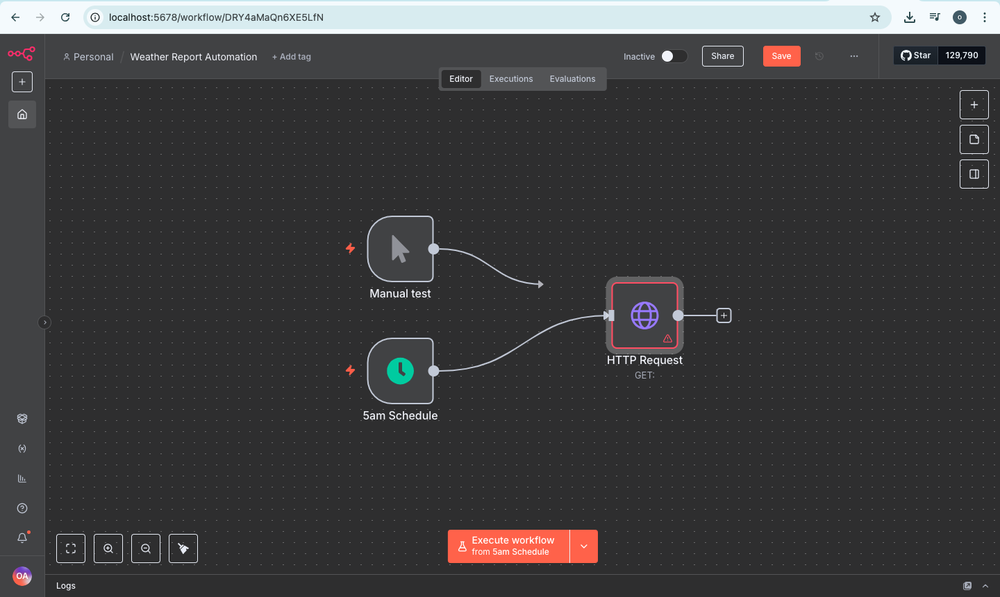 localhost:5678/workflow/DRY4aMaQn6XE5LfN
O
Personal / Weather Report Automation + Add tag
Inactive
Share
Save
Star 129,790
Editor Executions Evaluations
Manual test
HTTP Request
GET:
5am Schedule
Execute workflow
from 5am Schedule
OA
Logs